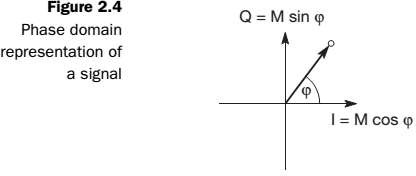 Figure 2.4
Phase domain
representation of
a signal
Q = M sin φ
φ
I = M cos φ